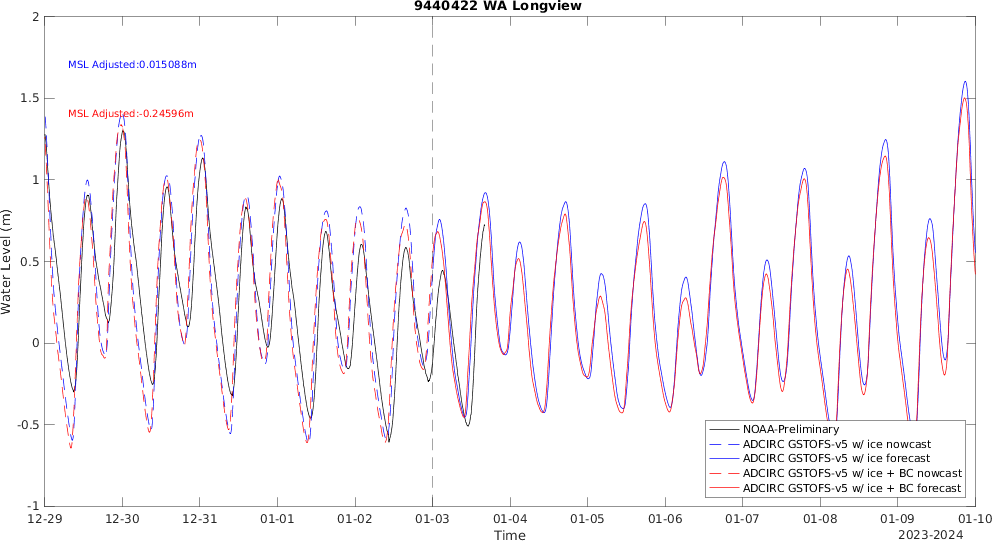 9440422 WA Longview
MSL Adjusted:0.015088m
MSL Adjusted:-0.24596m
Water Level (m)
2
1.5
1
0.5
0
-0.5
-1
NOAA-Preliminary
ADCIRC GSTOFS-v5 w/ ice nowcast
ADCIRC GSTOFS-v5 w/ ice forecast
ADCIRC GSTOFS-v5 w/ ice + BC nowcast
ADCIRC GSTOFS-v5 w/ ice + BC forecast
12-29 12-30 12-31 01-01 01-02 01-03 01-04 01-05 01-06 01-07 01-08 01-09 01-10
Time
2023-2024